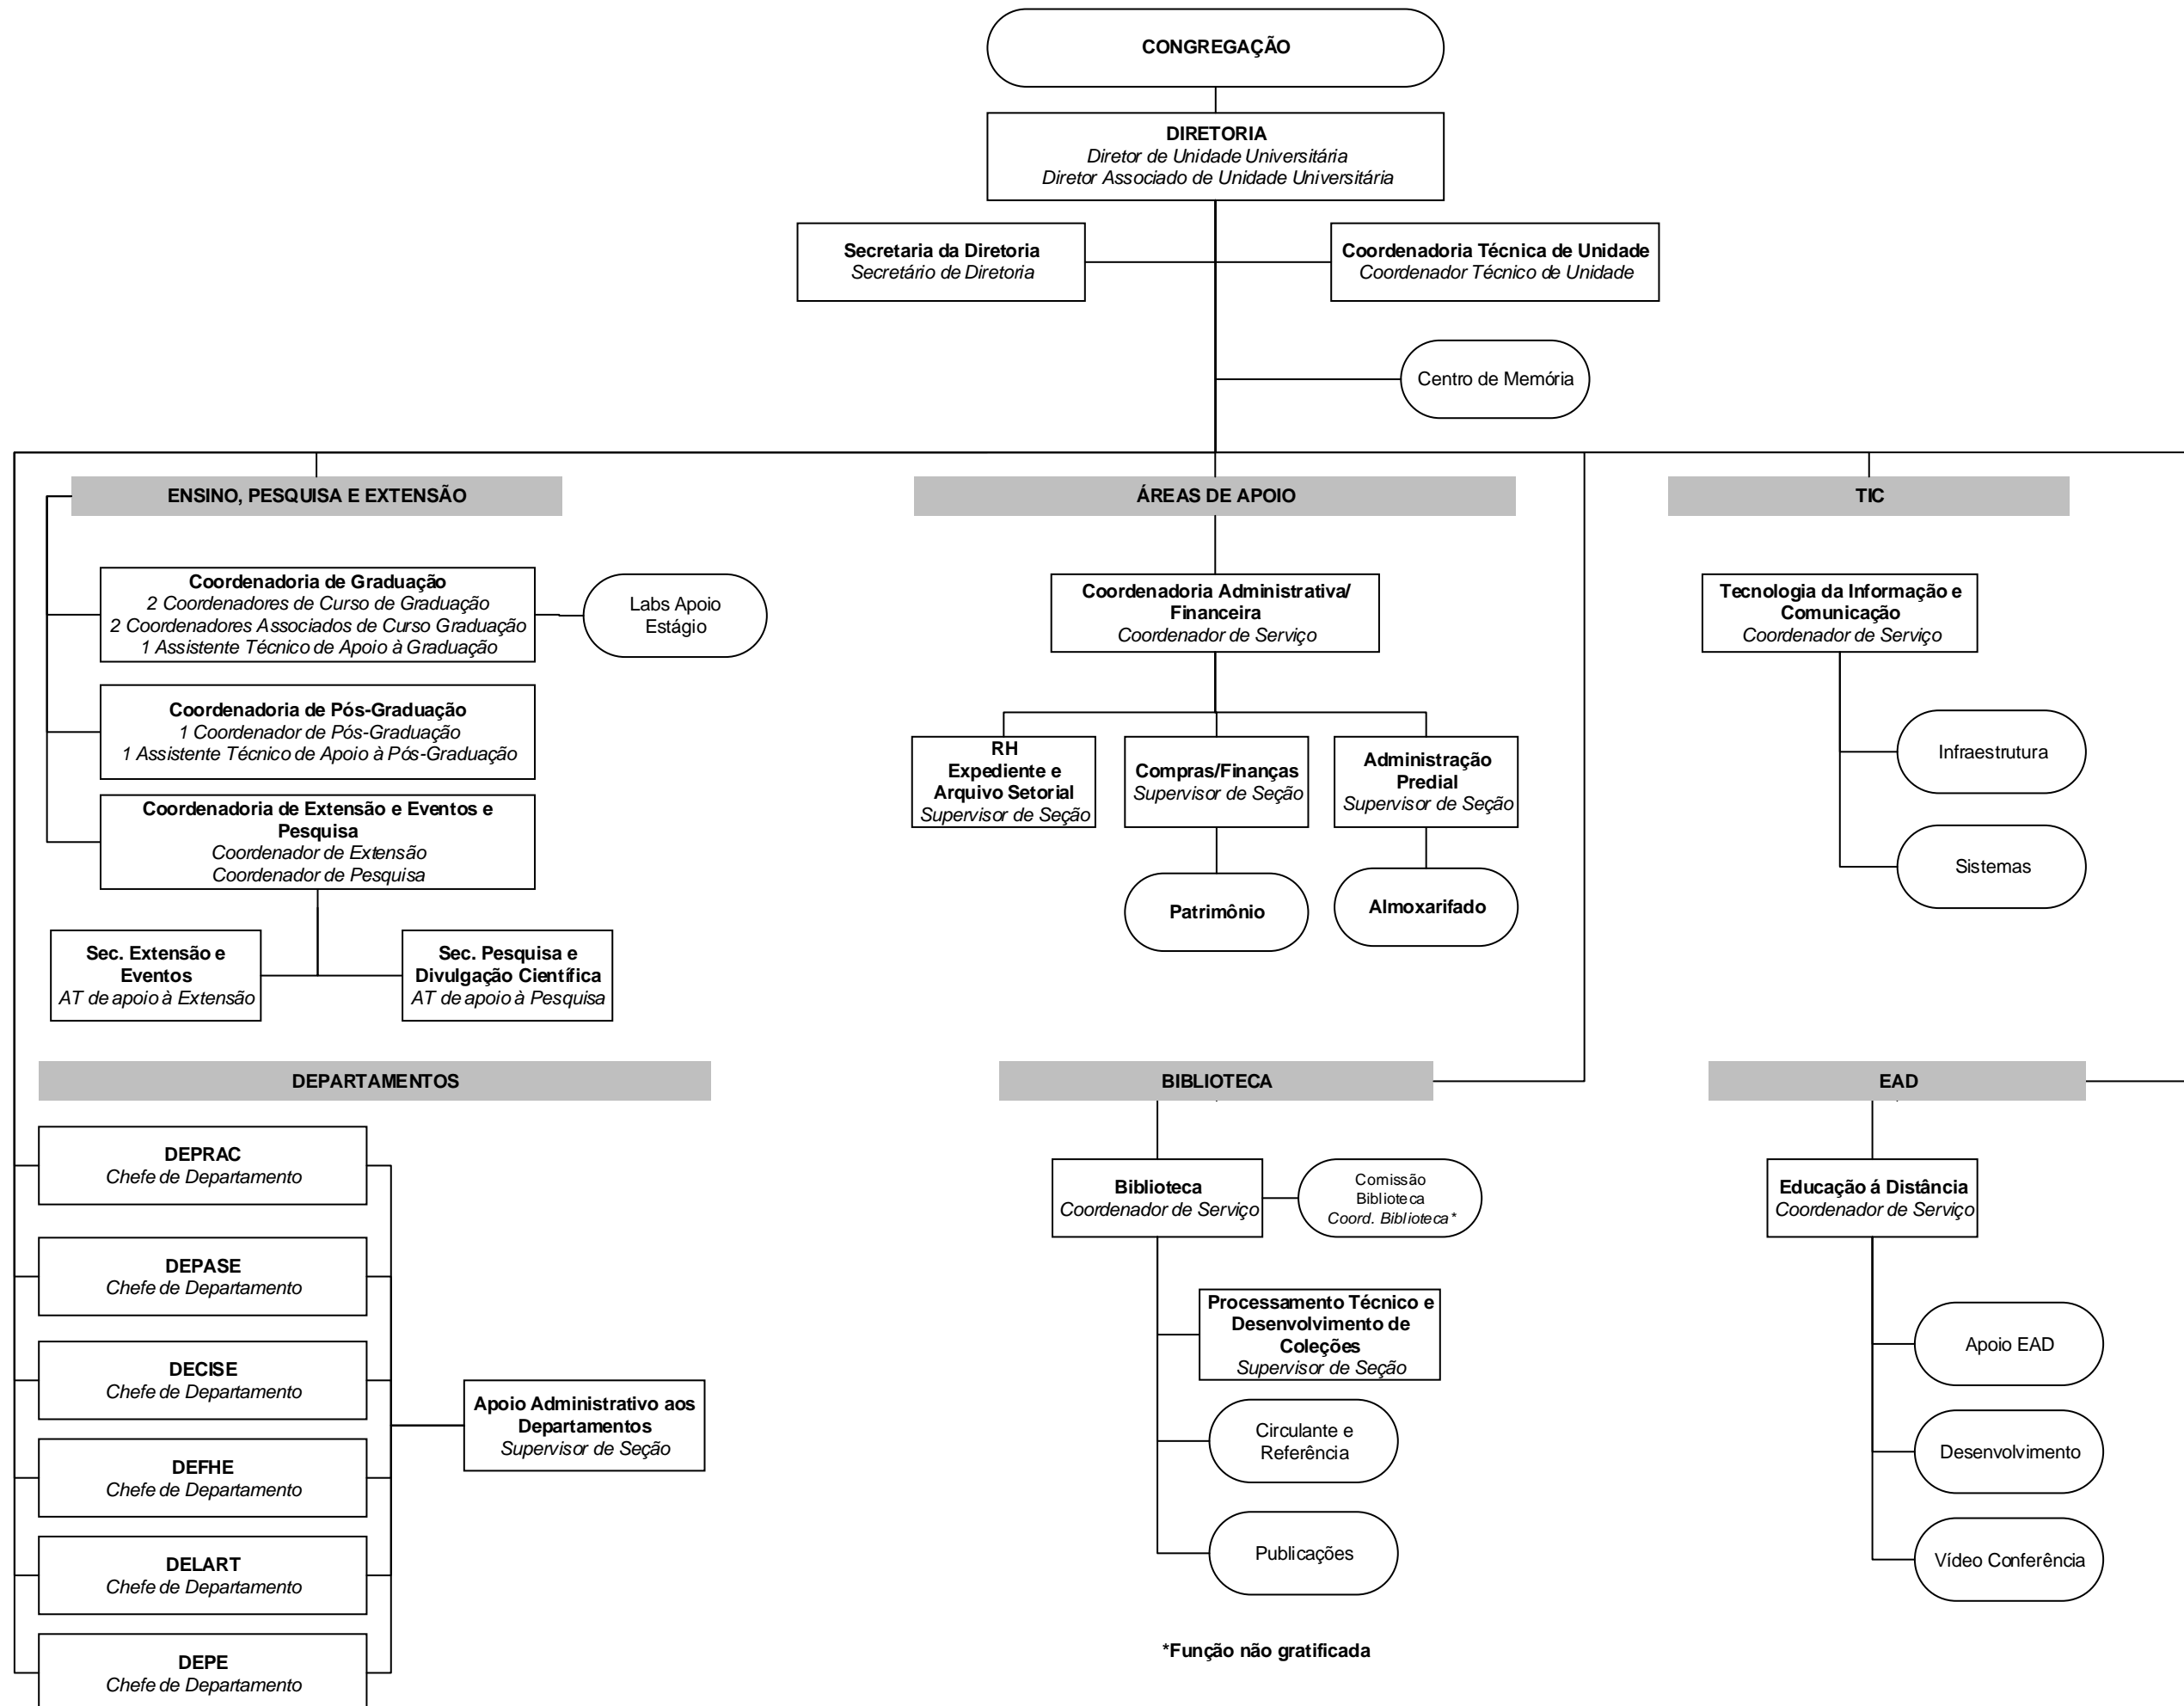 CONGREGAÇÃO
DIRETORIA
Diretor de Unidade Universitária
Diretor Associado de Unidade Universitária
Secretaria da Diretoria
Secretário de Diretoria
Coordenadoria Técnica de Unidade
Coordenador Técnico de Unidade
Centro de Memória
ENSINO, PESQUISA E EXTENSÃO
Coordenadoria de Graduação
2 Coordenadores de Curso de Graduação
2 Coordenadores Associados de Curso Graduação
1 Assistente Técnico de Apoio à Graduação
Labs Apoio
Estágio
Coordenadoria de Pós-Graduação
1 Coordenador de Pós-Graduação
1 Assistente Técnico de Apoio à Pós-Graduação
Coordenadoria de Extensão e Eventos e
Pesquisa
Coordenador de Extensão
Coordenador de Pesquisa
Sec. Extensão e
Eventos
AT de apoio à Extensão
Sec. Pesquisa e
Divulgação Científica
AT de apoio à Pesquisa
ÁREAS DE APOIO
Coordenadoria Administrativa/
Financeira
Coordenador de Serviço
RH
Expediente e
Arquivo Setorial
Supervisor de Seção
Compras/Finanças
Supervisor de Seção
Administração
Predial
Supervisor de Seção
Patrimônio
Almoxarifado
TIC
Tecnologia da Informação e
Comunicação
Coordenador de Serviço
Infraestrutura
Sistemas
DEPARTAMENTOS
DEPRAC
Chefe de Departamento
DEPASE
Chefe de Departamento
DECISE
Chefe de Departamento
DEFHE
Chefe de Departamento
DELART
Chefe de Departamento
DEPE
Chefe de Departamento
Apoio Administrativo aos
Departamentos
Supervisor de Seção
BIBLIOTECA
Biblioteca
Coordenador de Serviço
Comissão
Biblioteca
Coord. Biblioteca*
Processamento Técnico e
Desenvolvimento de
Coleções
Supervisor de Seção
Circulante e
Referência
Publicações
*Função não gratificada
EAD
Educação á Distância
Coordenador de Serviço
Apoio EAD
Desenvolvimento
Vídeo Conferência